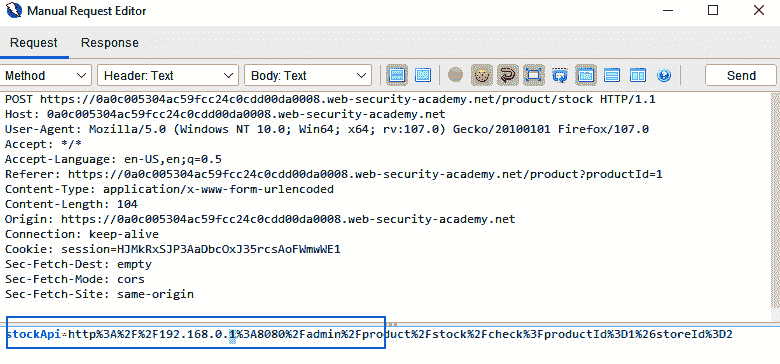 Manual Request Editor
Request Response
Method Header: Text Body: Text Send
POST https://0a0c005304ac59fcc24c0cdd00da0008.web-security-academy.net/product/stock HTTP/1.1
Host: 0a0c005304ac59fcc24c0cdd00da0008.web-security-academy.net
User-Agent: Mozilla/5.0 (Windows NT 10.0; Win64; x64; rv:107.0) Gecko/20100101 Firefox/107.0
Accept: */*
Accept-Language: en-US,en;q=0.5
Referer: https://0a0c005304ac59fcc24c0cdd00da0008.web-security-academy.net/product?productId=1
Content-Type: application/x-www-form-urlencoded
Content-Length: 104
Origin: https://0a0c005304ac59fcc24c0cdd00da0008.web-security-academy.net
Connection: keep-alive
Cookie: session=HJMkRxSJP3AaDbcOxJ35rcsAoFWmwWE1
Sec-Fetch-Dest: empty
Sec-Fetch-Mode: cors
Sec-Fetch-Site: same-origin
stockApi=http%3A%2F%2F192.168.0.1%3A8080%2Fadmin%2Fproduct%2Fstock%2Fcheck%3FproductId%3D1%26storeId%3D2